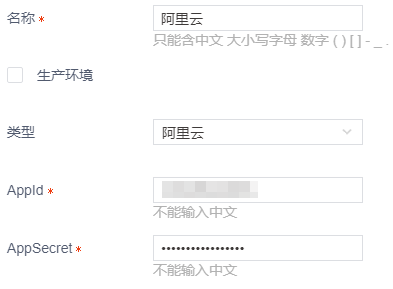 名称 * 阿里云
只能含中文 大小写字母 数字 ( ) [ ] - _ .
生产环境
类型 阿里云
AppId *
不能输入中文
AppSecret * •••••••••••••••••
不能输入中文